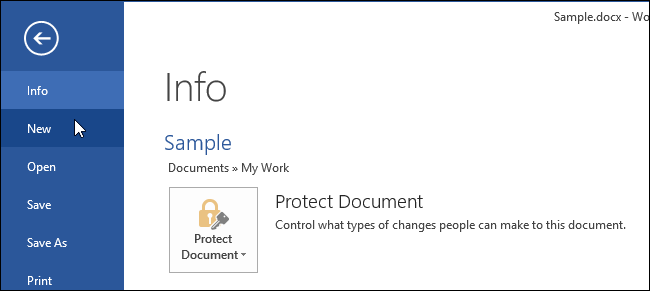 Sample.docx - Wo
Info
New
Open
Save
Save As
Print
Info
Sample
Documents » My Work
Protect
Document
Protect Document
Control what types of changes people can make to this document.